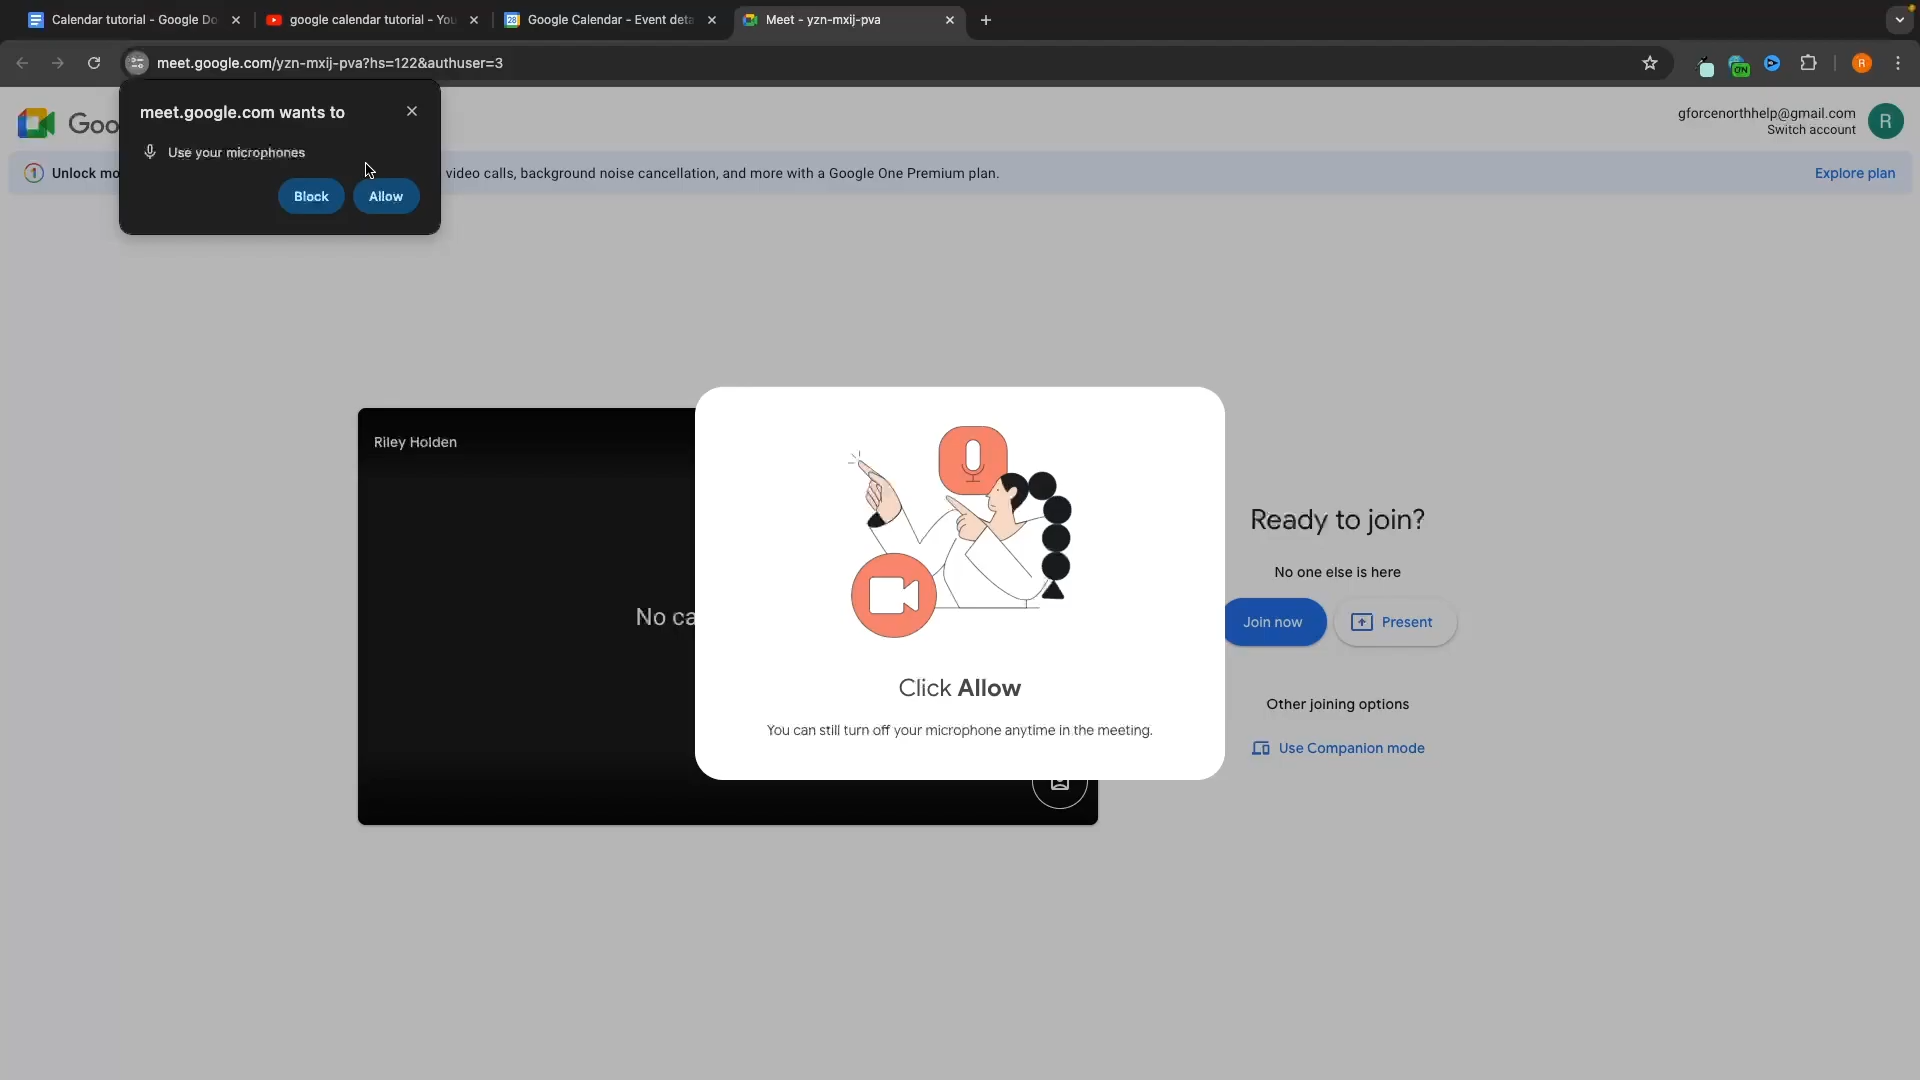 Calendar tutorial - Google Do
google calendar tutorial - You
Google Calendar - Event deta
Meet - yzn-mxij-pva
meet.google.com/yzn-mxij-pva?hs=122&authuser=3
ON
R
meet.google.com wants to
Use your microphones
Block
Allow
Goo
gforcenorthhelp@gmail.com
Switch account
R
Unlock mo
video calls, background noise cancellation, and more with a Google One Premium plan.
Explore plan
Riley Holden
No ca
Click Allow
You can still turn off your microphone anytime in the meeting.
Ready to join?
No one else is here
Join now
Present
Other joining options
Use Companion mode